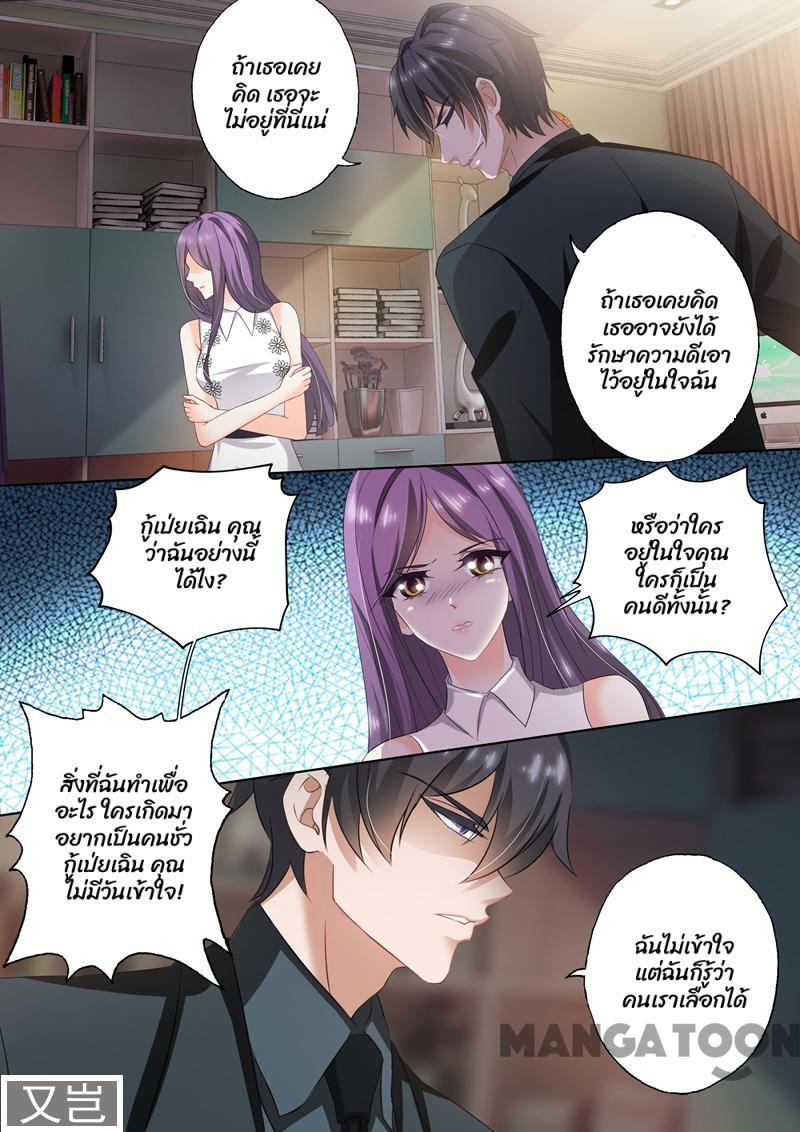 ถ้าเธอเคย
คิด เธอจะ
ไม่อยู่ที่นี่แน่
ถ้าเธอเคยคิด
เธออาจยังได้
รักษาความดีเอา
ไว้อยู่ในใจฉัน
กู้เป่ยเฉิน คุณ
ว่าฉันอย่างนี้
ได้ไง?
หรือว่าใคร
อยู่ในใจคุณ
ใครก็เป็น
คนดีทั้งนั้น?
สิ่งที่ฉันทำเพื่อ
อะไร ใครเกิดมา
อยากเป็นคนชั่ว
กู้เป่ยเฉิน คุณ
ไม่มีวันเข้าใจ!
ฉันไม่เข้าใจ
แต่ฉันก็รู้ว่า
คนเราเลือกได้
MANGATOON
又岂